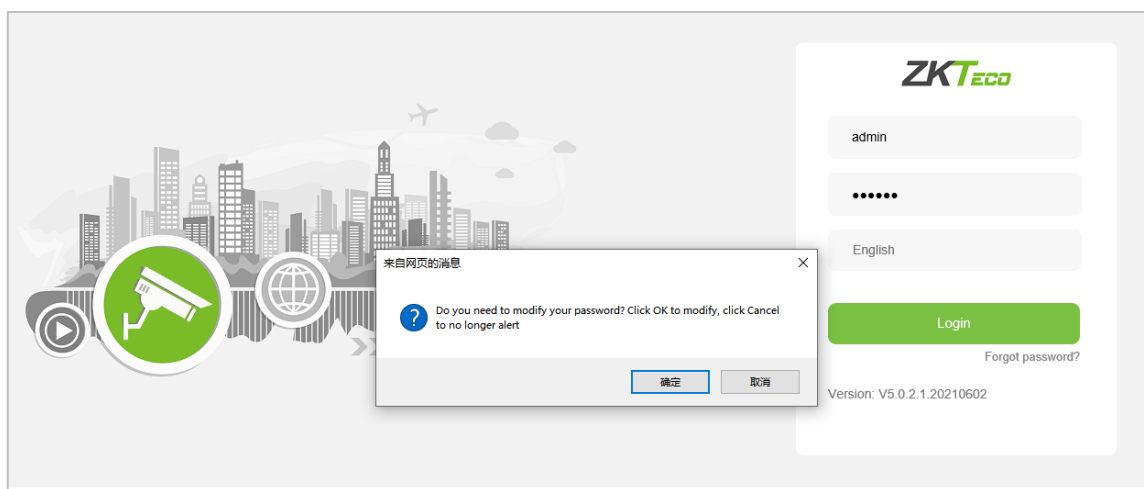 ZKTECO
admin
English
来自网页的消息
Do you need to modify your password? Click OK to modify, click Cancel
to no longer alert
确定
取消
Login
Forgot password?
Version: V5.0.2.1.20210602